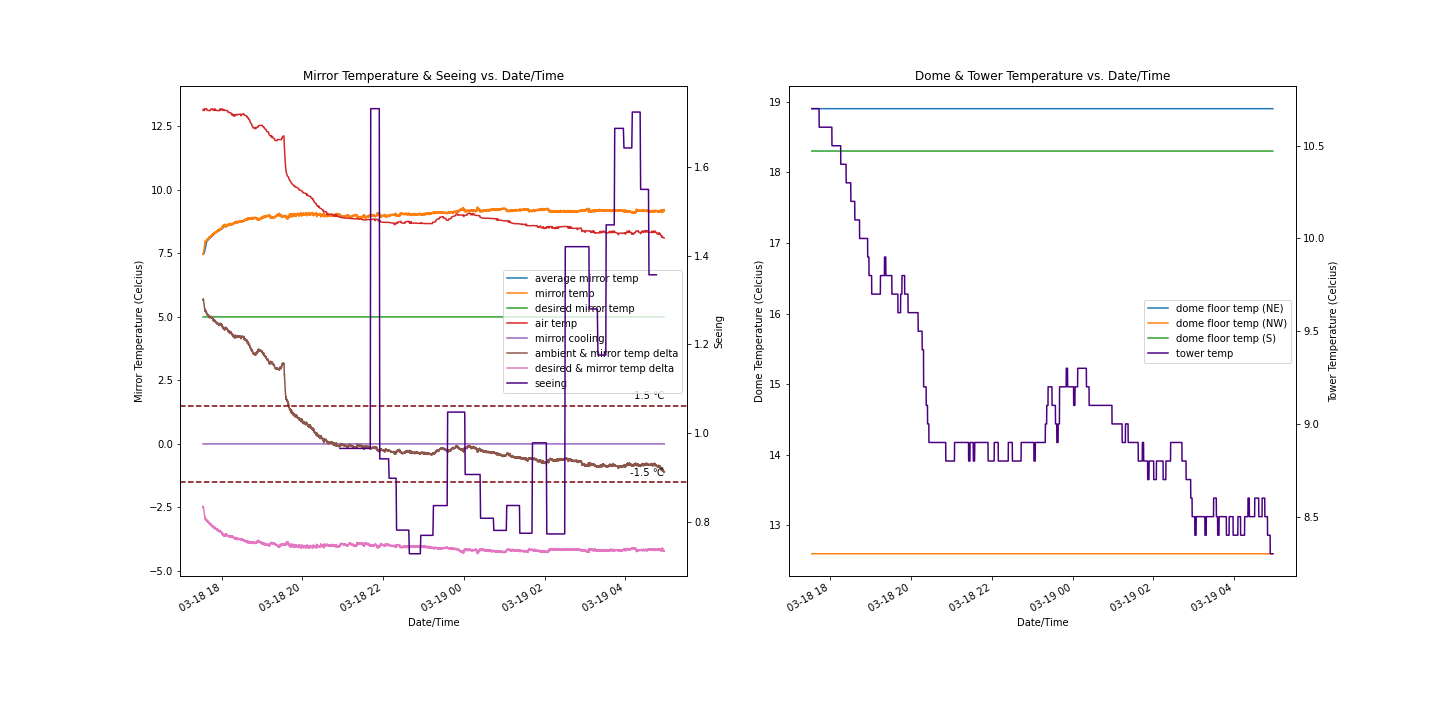 Mirror Temperature & Seeing vs. Date/Time
Mirror Temperature (Celcius)
12.5
10.0
7.5
5.0
2.5
0.0
−2.5
−5.0
average mirror temp
mirror temp
desired mirror temp
air temp
mirror cooling
ambient & mirror temp delta
desired & mirror temp delta
seeing
1.5 °C
-1.5 °C
1.6
1.4
1.2
1.0
0.8
Seeing
03-18 18
03-18 20
03-18 22
03-19 00
03-19 02
03-19 04
Date/Time
Dome & Tower Temperature vs. Date/Time
Dome Temperature (Celcius)
19
18
17
16
15
14
13
dome floor temp (NE)
dome floor temp (NW)
dome floor temp (S)
tower temp
10.5
10.0
9.5
9.0
8.5
Tower Temperature (Celcius)
03-18 18
03-18 20
03-18 22
03-19 00
03-19 02
03-19 04
Date/Time